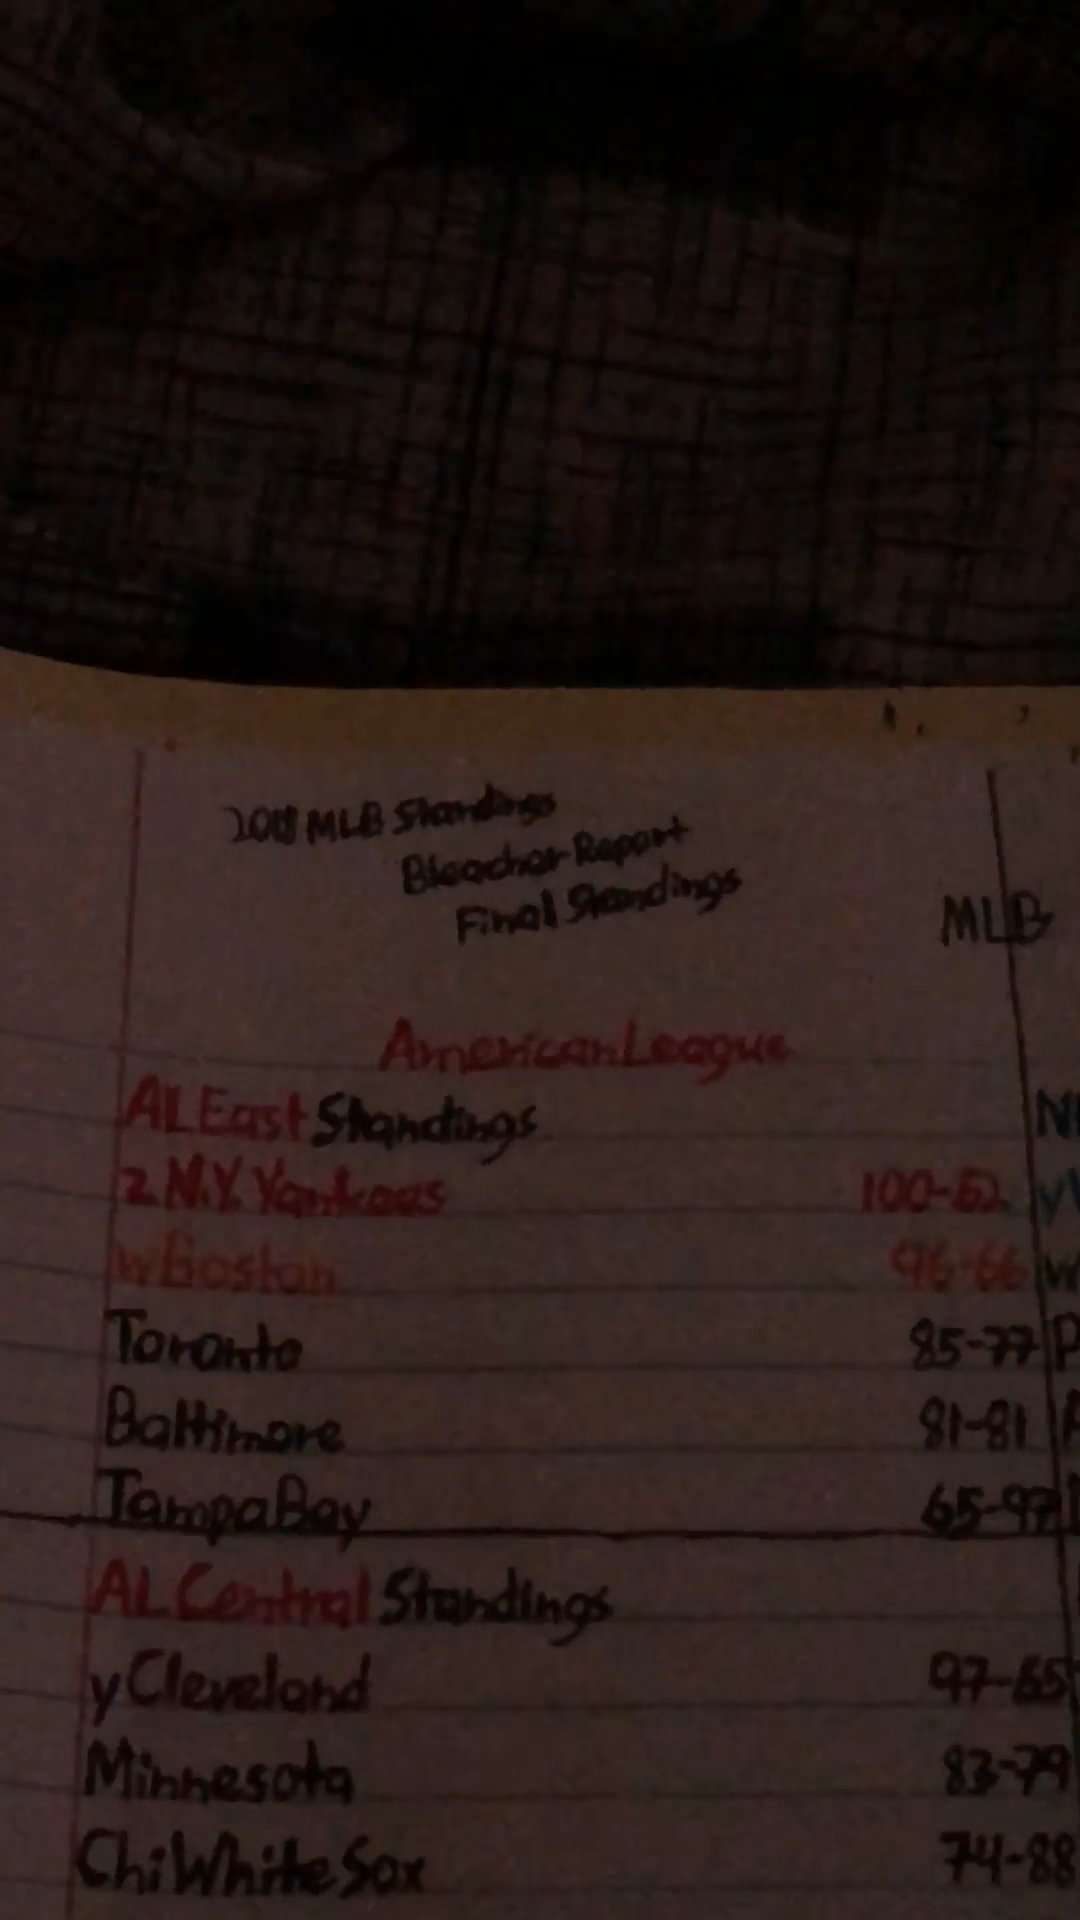 2018 MLB Standings
Bleacher Report
Final Standings
MLB
American League
AL East Standings
z N.Y. Yankees 100-62
w Boston 96-66
Toronto 85-77
Baltimore 81-81
Tampa Bay 65-97
AL Central Standings
y Cleveland 97-65
Minnesota 83-79
Chi White Sox 74-88